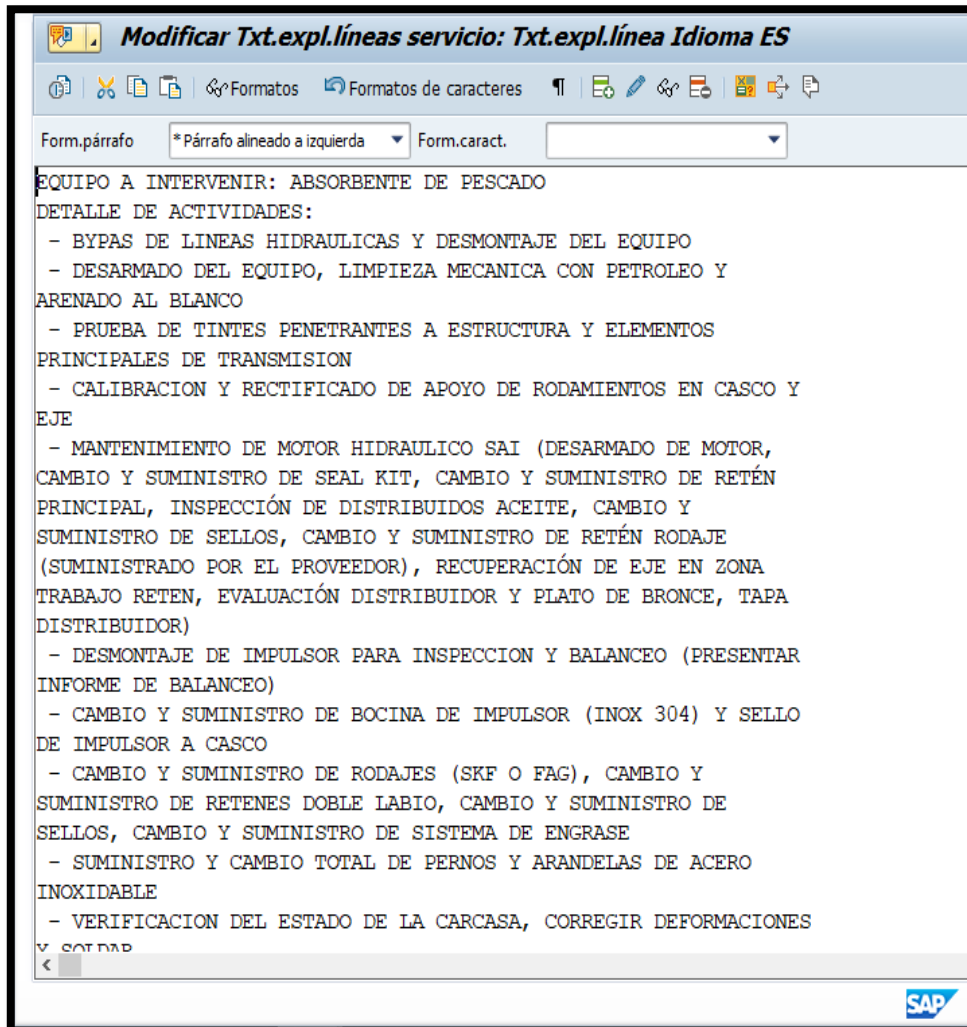 Modificar Txt.expl.líneas servicio: Txt.expl.línea Idioma ES
Formatos Formatos de caracteres ¶
Form.párrafo * Párrafo alineado a izquierda Form.caract.
EQUIPO A INTERVENIR: ABSORBENTE DE PESCADO
DETALLE DE ACTIVIDADES:
- BYPAS DE LINEAS HIDRAULICAS Y DESMONTAJE DEL EQUIPO
- DESARMADO DEL EQUIPO, LIMPIEZA MECANICA CON PETROLEO Y
ARENADO AL BLANCO
- PRUEBA DE TINTES PENETRANTES A ESTRUCTURA Y ELEMENTOS
PRINCIPALES DE TRANSMISION
- CALIBRACION Y RECTIFICADO DE APOYO DE RODAMIENTOS EN CASCO Y
EJE
- MANTENIMIENTO DE MOTOR HIDRAULICO SAI (DESARMADO DE MOTOR,
CAMBIO Y SUMINISTRO DE SEAL KIT, CAMBIO Y SUMINISTRO DE RETÉN
PRINCIPAL, INSPECCIÓN DE DISTRIBUIDOS ACEITE, CAMBIO Y
SUMINISTRO DE SELLOS, CAMBIO Y SUMINISTRO DE RETÉN RODAJE
(SUMINISTRADO POR EL PROVEEDOR), RECUPERACIÓN DE EJE EN ZONA
TRABAJO RETEN, EVALUACIÓN DISTRIBUIDOR Y PLATO DE BRONCE, TAPA
DISTRIBUIDOR)
- DESMONTAJE DE IMPULSOR PARA INSPECCION Y BALANCEO (PRESENTAR
INFORME DE BALANCEO)
- CAMBIO Y SUMINISTRO DE BOCINA DE IMPULSOR (INOX 304) Y SELLO
DE IMPULSOR A CASCO
- CAMBIO Y SUMINISTRO DE RODAJES (SKF O FAG), CAMBIO Y
SUMINISTRO DE RETENES DOBLE LABIO, CAMBIO Y SUMINISTRO DE
SELLOS, CAMBIO Y SUMINISTRO DE SISTEMA DE ENGRASE
- SUMINISTRO Y CAMBIO TOTAL DE PERNOS Y ARANDELAS DE ACERO
INOXIDABLE
- VERIFICACION DEL ESTADO DE LA CARCASA, CORREGIR DEFORMACIONES
Y SOLDAR
SAP